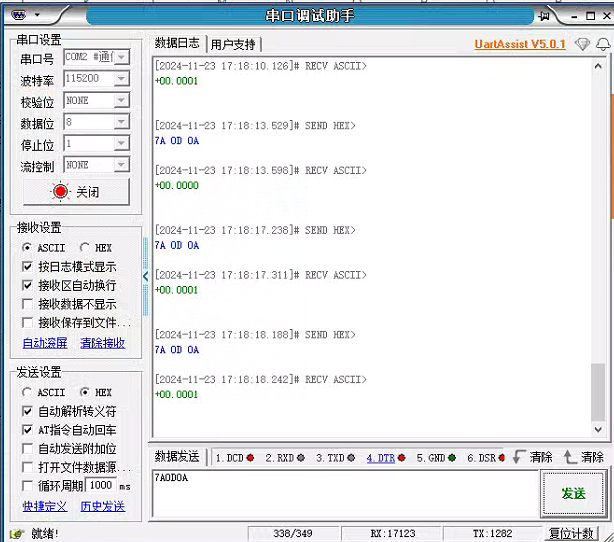 串口调试助手
串口设置
串口号 COM2 #通
波特率 115200
校验位 NONE
数据位 8
停止位 1
流控制 NONE
关闭
接收设置
ASCII HEX
按日志模式显示
接收区自动换行
接收数据不显示
接收保存到文件...
自动滚屏 清除接收
发送设置
ASCII HEX
自动解析转义符
AT指令自动回车
自动发送附加位
打开文件数据源...
循环周期 1000 ms
快捷定义 历史发送
数据日志 用户支持 UartAssist V5.0.1
[2024-11-23 17:18:10.126]# RECV ASCII>
+00.0001
[2024-11-23 17:18:13.529]# SEND HEX>
7A 0D 0A
[2024-11-23 17:18:13.598]# RECV ASCII>
+00.0000
[2024-11-23 17:18:17.238]# SEND HEX>
7A 0D 0A
[2024-11-23 17:18:17.311]# RECV ASCII>
+00.0001
[2024-11-23 17:18:18.188]# SEND HEX>
7A 0D 0A
[2024-11-23 17:18:18.242]# RECV ASCII>
+00.0001
数据发送 1.DCD 2.RXD 3.TXD 4.DTR 5.GND 6.DSR 清除 清除
7A0D0A
发送
就绪! 338/349 RX:17123 TX:1282 复位计数